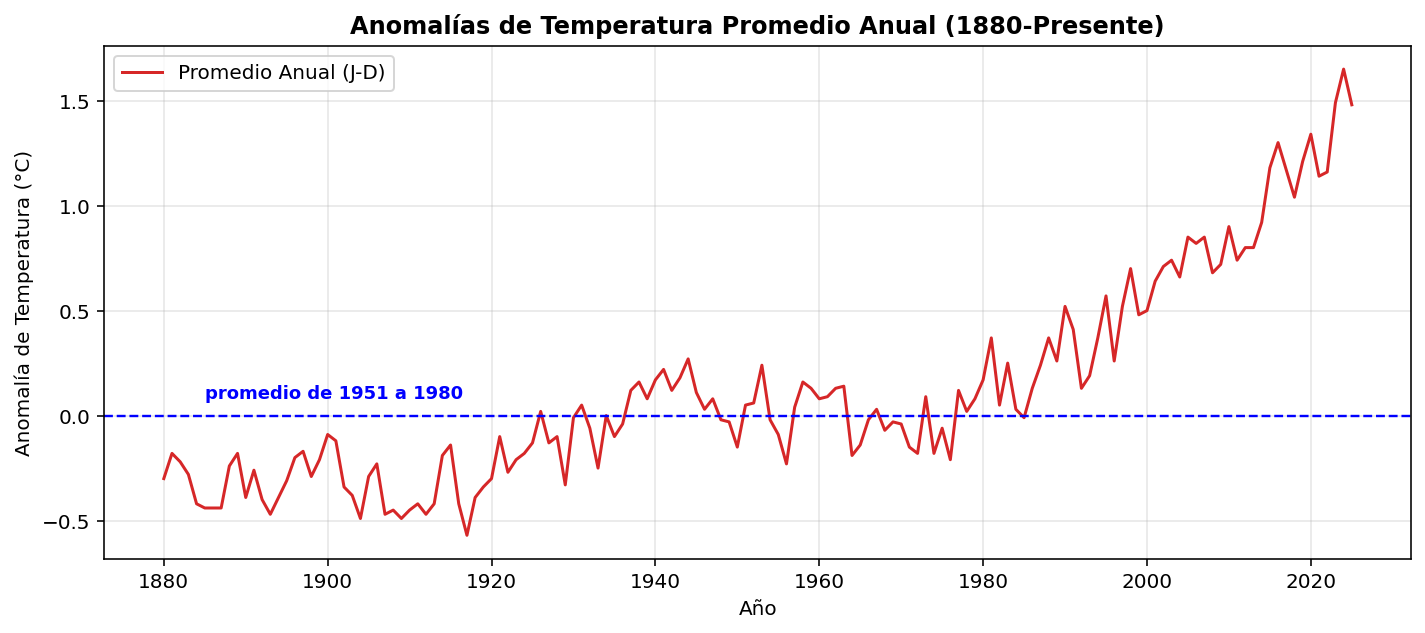 Anomalías de Temperatura Promedio Anual (1880-Presente)
Promedio Anual (J-D)
Anomalía de Temperatura (°C)
1.5
1.0
0.5
0.0
−0.5
promedio de 1951 a 1980
1880 1900 1920 1940 1960 1980 2000 2020
Año